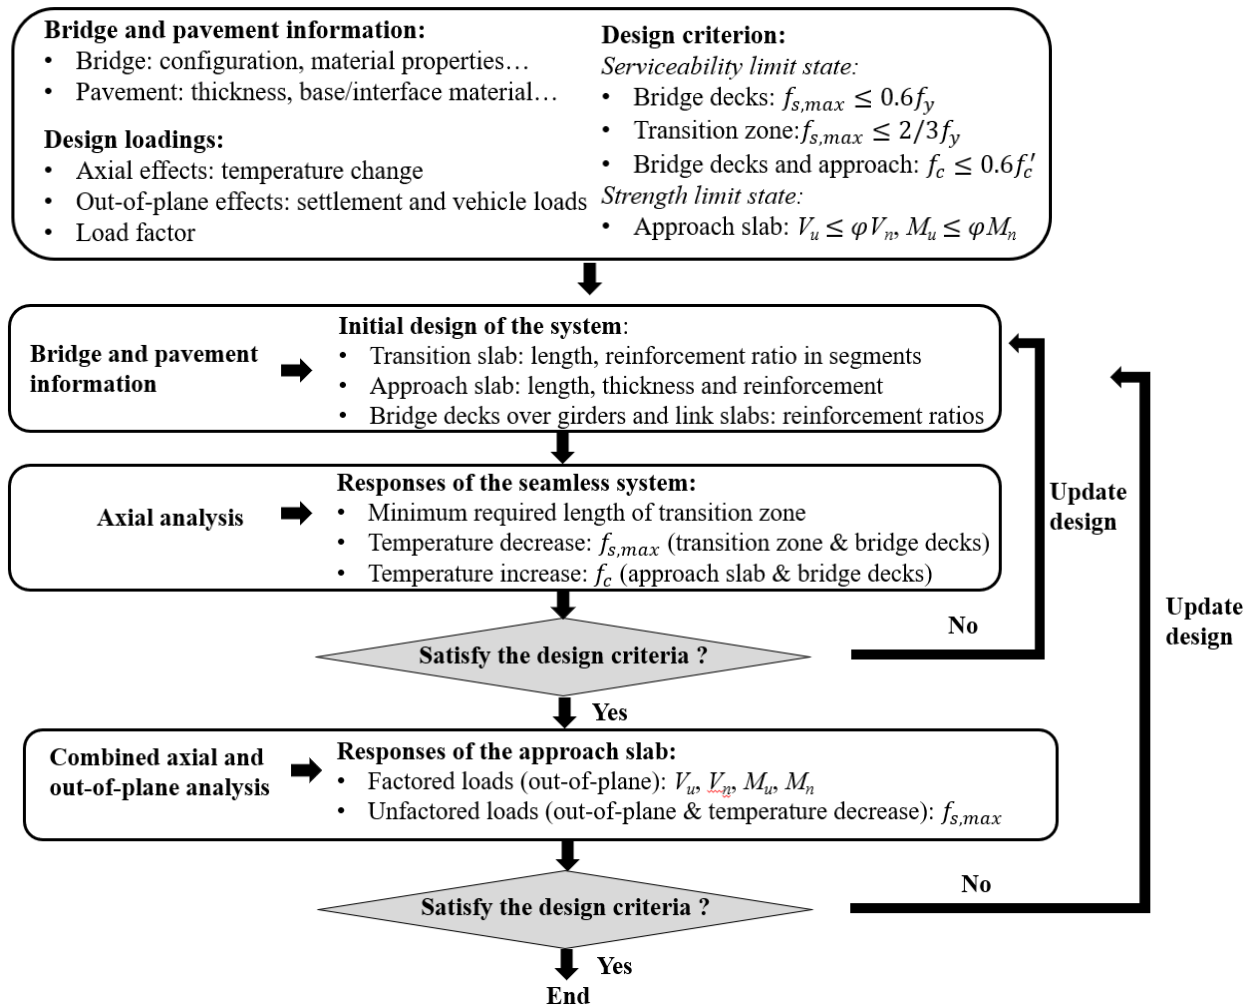 Bridge and pavement information:
• Bridge: configuration, material properties…
• Pavement: thickness, base/interface material…
Design loadings:
• Axial effects: temperature change
• Out-of-plane effects: settlement and vehicle loads
• Load factor
Design criterion:
Serviceability limit state:
• Bridge decks: f_{s,max} ≤ 0.6f_y
• Transition zone:f_{s,max} ≤ 2/3f_y
• Bridge decks and approach: f_c ≤ 0.6f_c′
Strength limit state:
• Approach slab: V_u ≤ φV_n, M_u ≤ φM_n
Bridge and pavement
information
Initial design of the system:
• Transition slab: length, reinforcement ratio in segments
• Approach slab: length, thickness and reinforcement
• Bridge decks over girders and link slabs: reinforcement ratios
Axial analysis
Responses of the seamless system:
• Minimum required length of transition zone
• Temperature decrease: f_{s,max} (transition zone & bridge decks)
• Temperature increase: f_c (approach slab & bridge decks)
Update
design
Satisfy the design criteria ?
No
Update
design
Yes
Combined axial and
out-of-plane analysis
Responses of the approach slab:
• Factored loads (out-of-plane): V_u, V_n, M_u, M_n
• Unfactored loads (out-of-plane & temperature decrease): f_{s,max}
Satisfy the design criteria ?
No
Yes
End